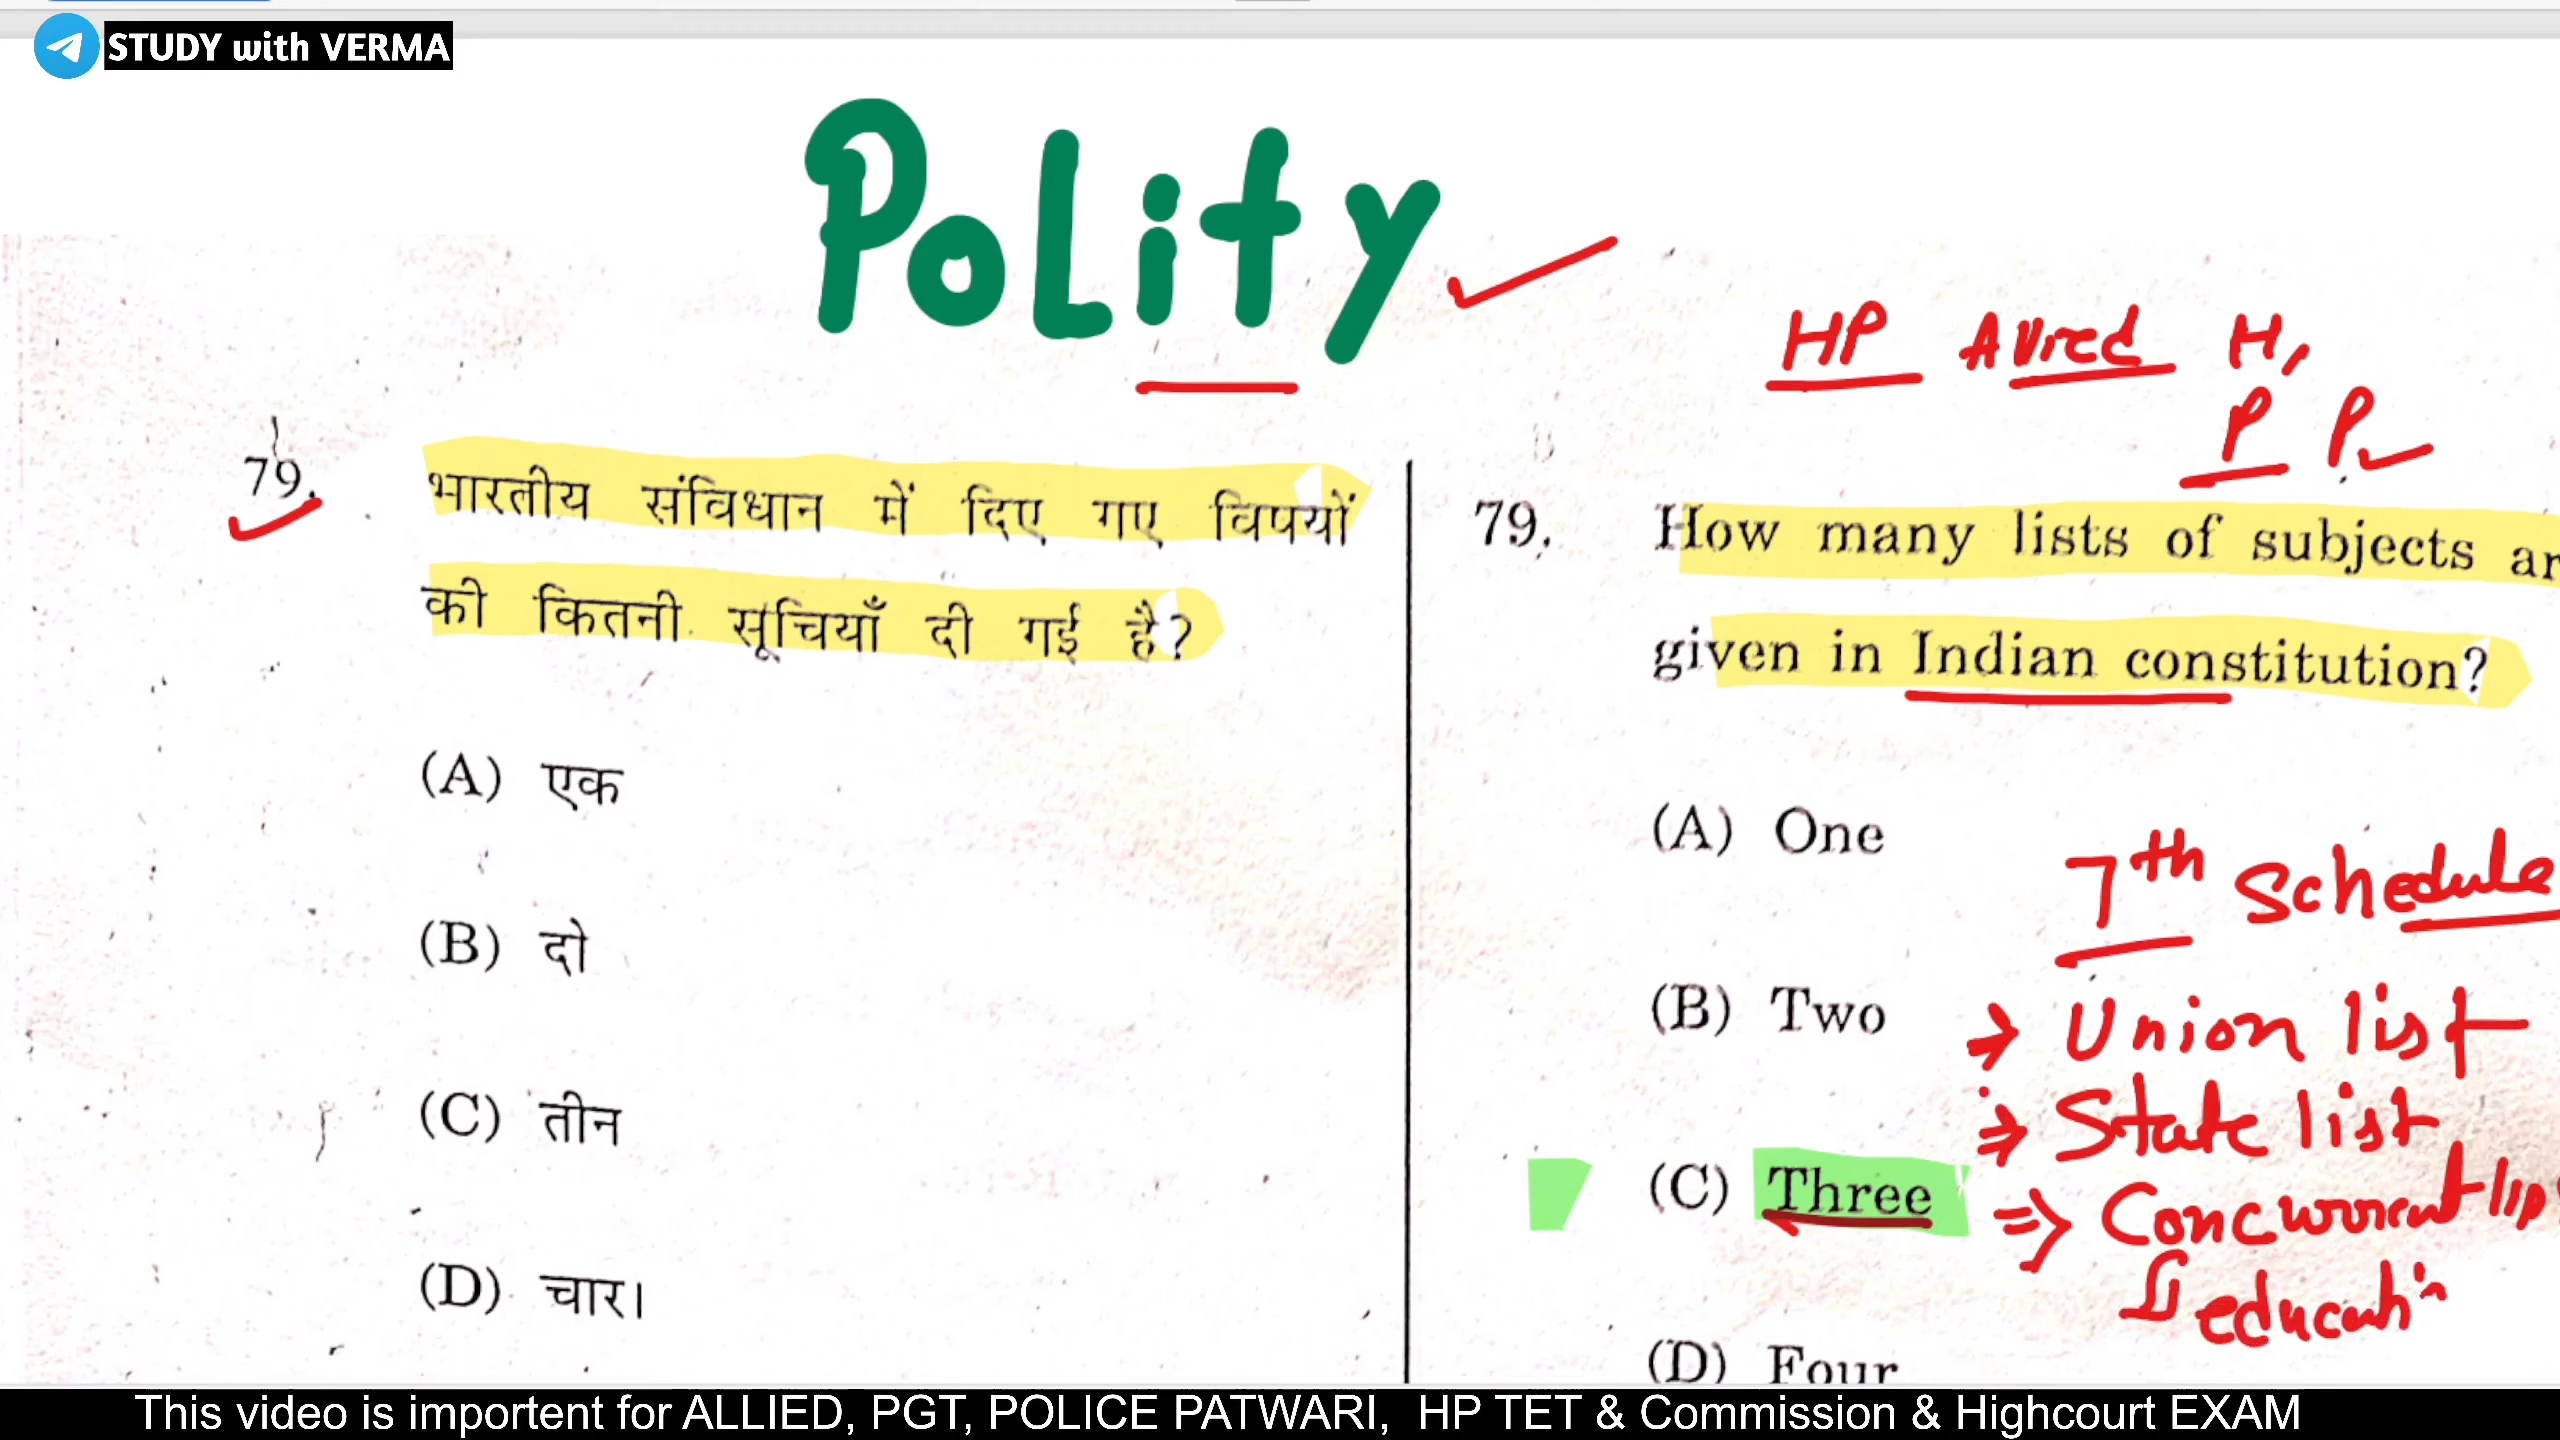 STUDY with VERMA
Polity
HP Allied H,
P P
79. भारतीय संविधान में दिए गए विषयों
की कितनी सूचियाँ दी गई है?
(A) एक
(B) दो
(C) तीन
(D) चार।
79. How many lists of subjects ar
given in Indian constitution?
(A) One
(B) Two
(C) Three
(D) Four
7th Schedule
⇒ Union list
⇒ State list
⇒ Concurrent lis
This video is importent for ALLIED, PGT, POLICE PATWARI, HP TET & Commission & Highcourt EXAM